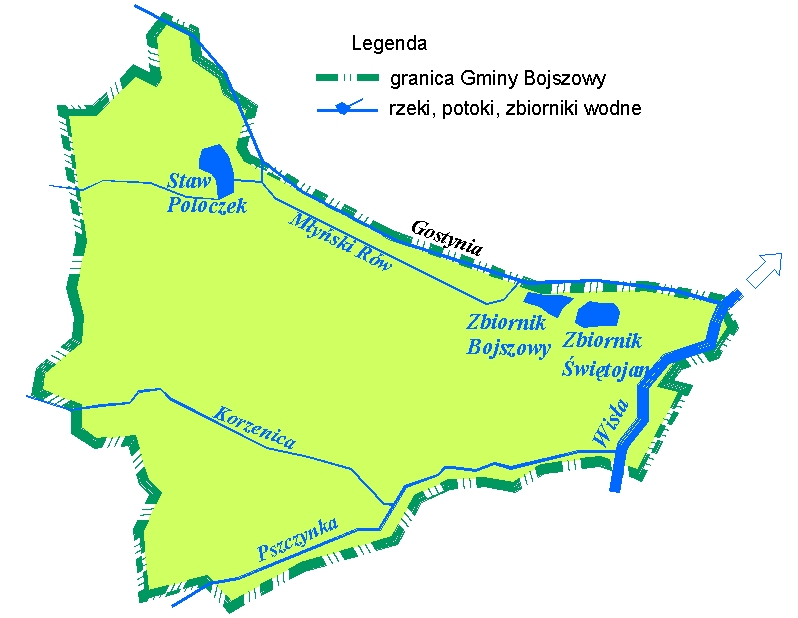 Legenda
granica Gminy Bojszowy
rzeki, potoki, zbiorniki wodne
Staw
Poloczek
Młyński Rów
Gostynia
Zbiornik
Bojszowy
Zbiornik
Świętojan
Wisła
Korzenica
Pszczynka